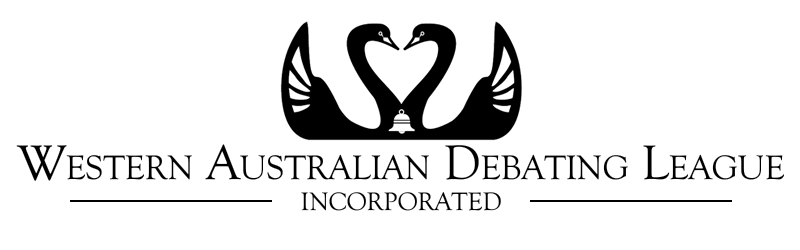 WESTERN AUSTRALIAN DEBATING LEAGUE
INCORPORATED